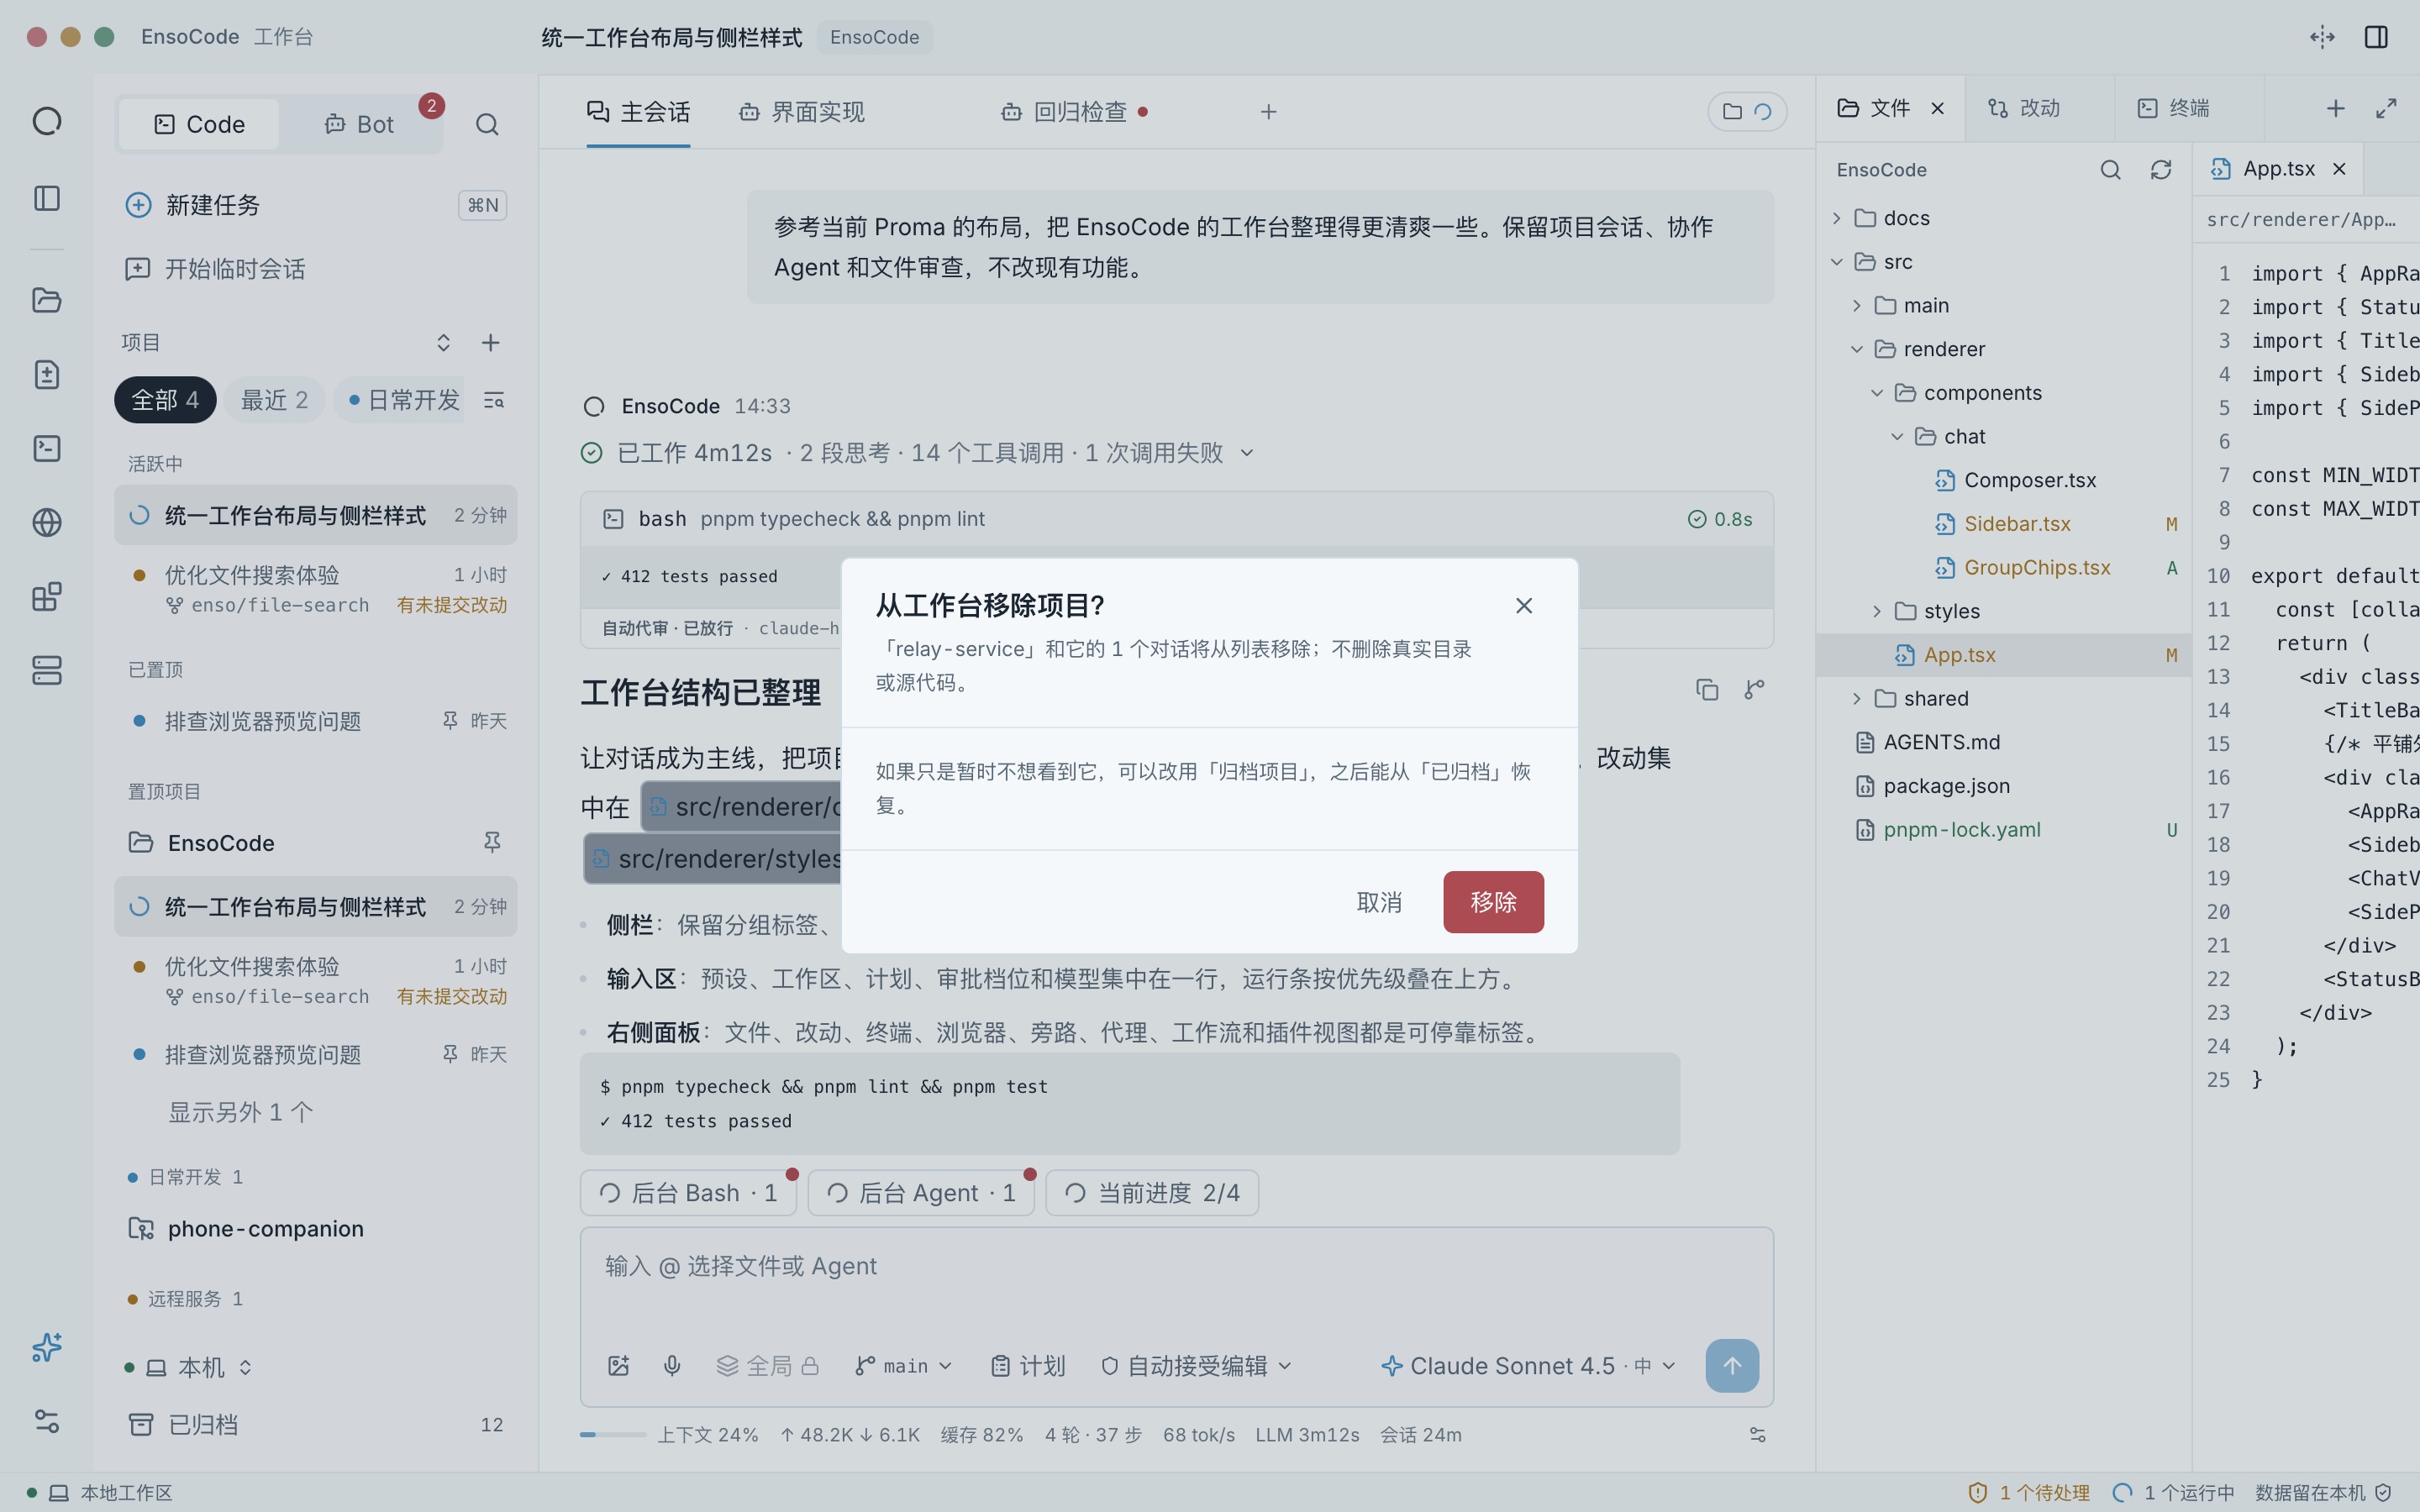 EnsoCode 工作台
统一工作台布局与侧栏样式 EnsoCode
Code
Bot 2
新建任务 ⌘N
开始临时会话
项目
全部 4
最近 2
日常开发
活跃中
统一工作台布局与侧栏样式 2 分钟
优化文件搜索体验 1 小时
enso/file-search 有未提交改动
已置顶
排查浏览器预览问题 昨天
置顶项目
EnsoCode
统一工作台布局与侧栏样式 2 分钟
优化文件搜索体验 1 小时
enso/file-search 有未提交改动
排查浏览器预览问题 昨天
显示另外 1 个
日常开发 1
phone-companion
远程服务 1
本机
已归档 12
主会话
界面实现
回归检查
参考当前 Proma 的布局，把 EnsoCode 的工作台整理得更清爽一些。保留项目会话、协作
Agent 和文件审查，不改现有功能。
EnsoCode 14:33
已工作 4m12s · 2 段思考 · 14 个工具调用 · 1 次调用失败
bash pnpm typecheck && pnpm lint 0.8s
✓ 412 tests passed
自动代审 · 已放行 · claude-h
工作台结构已整理
让对话成为主线，把项
改动集
中在 src/renderer/c
src/renderer/styles
侧栏：保留分组标签、
输入区：预设、工作区、计划、审批档位和模型集中在一行，运行条按优先级叠在上方。
右侧面板：文件、改动、终端、浏览器、旁路、代理、工作流和插件视图都是可停靠标签。
$ pnpm typecheck && pnpm lint && pnpm test
✓ 412 tests passed
后台 Bash · 1
后台 Agent · 1
当前进度 2/4
输入 @ 选择文件或 Agent
全局
main
计划
自动接受编辑
Claude Sonnet 4.5 · 中
上下文 24% ↑ 48.2K ↓ 6.1K 缓存 82% 4 轮 · 37 步 68 tok/s LLM 3m12s 会话 24m
从工作台移除项目?
「relay-service」和它的 1 个对话将从列表移除；不删除真实目录
或源代码。
如果只是暂时不想看到它，可以改用「归档项目」，之后能从「已归档」恢
复。
取消
移除
文件
改动
终端
EnsoCode
docs
src
main
renderer
components
chat
Composer.tsx
Sidebar.tsx M
GroupChips.tsx A
styles
App.tsx M
shared
AGENTS.md
package.json
pnpm-lock.yaml U
App.tsx
src/renderer/App…
1 import { AppRa
2 import { Statu
3 import { Title
4 import { Sideb
5 import { SideP
6
7 const MIN_WIDT
8 const MAX_WIDT
9
10 export default
11 const [colla
12 return (
13 <div class
14 <TitleBa
15 {/* 平铺
16 <div cla
17 <AppRa
18 <Sideb
19 <ChatV
20 <SideP
21 </div>
22 <StatusB
23 </div>
24 );
25 }
本地工作区
1 个待处理
1 个运行中
数据留在本机